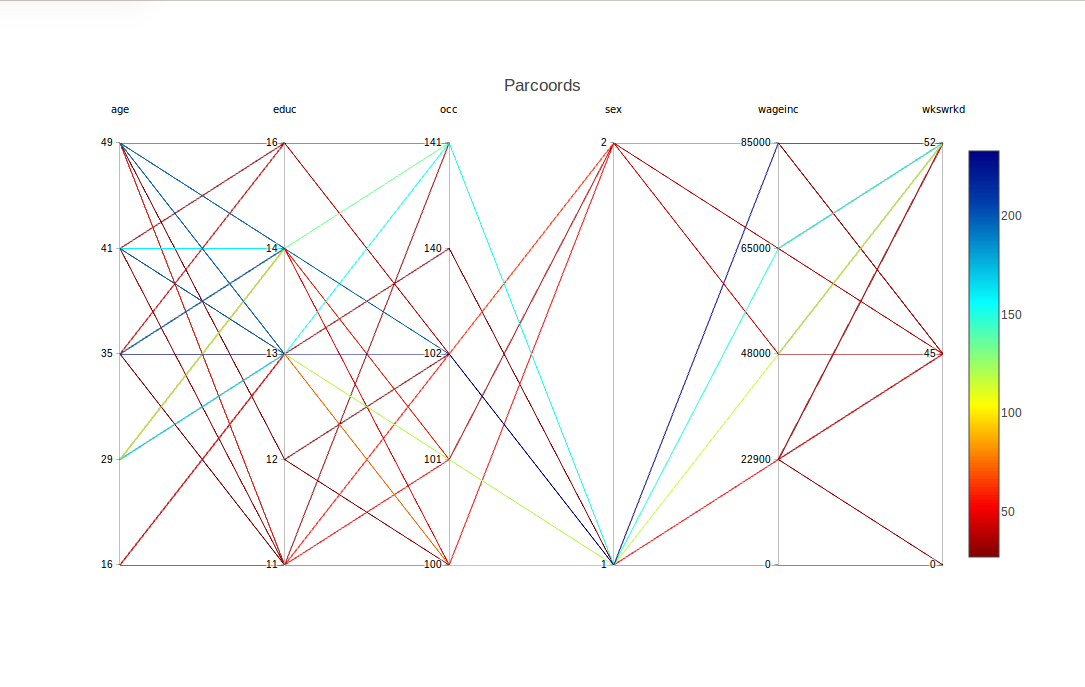 Parcoords
age educ occ sex wageinc wkswrkd
49 16 141 2 85000 52
200
41 14 140 65000
150
35 13 102 48000 45
100
29 12 101 22900
50
16 11 100 1 0 0